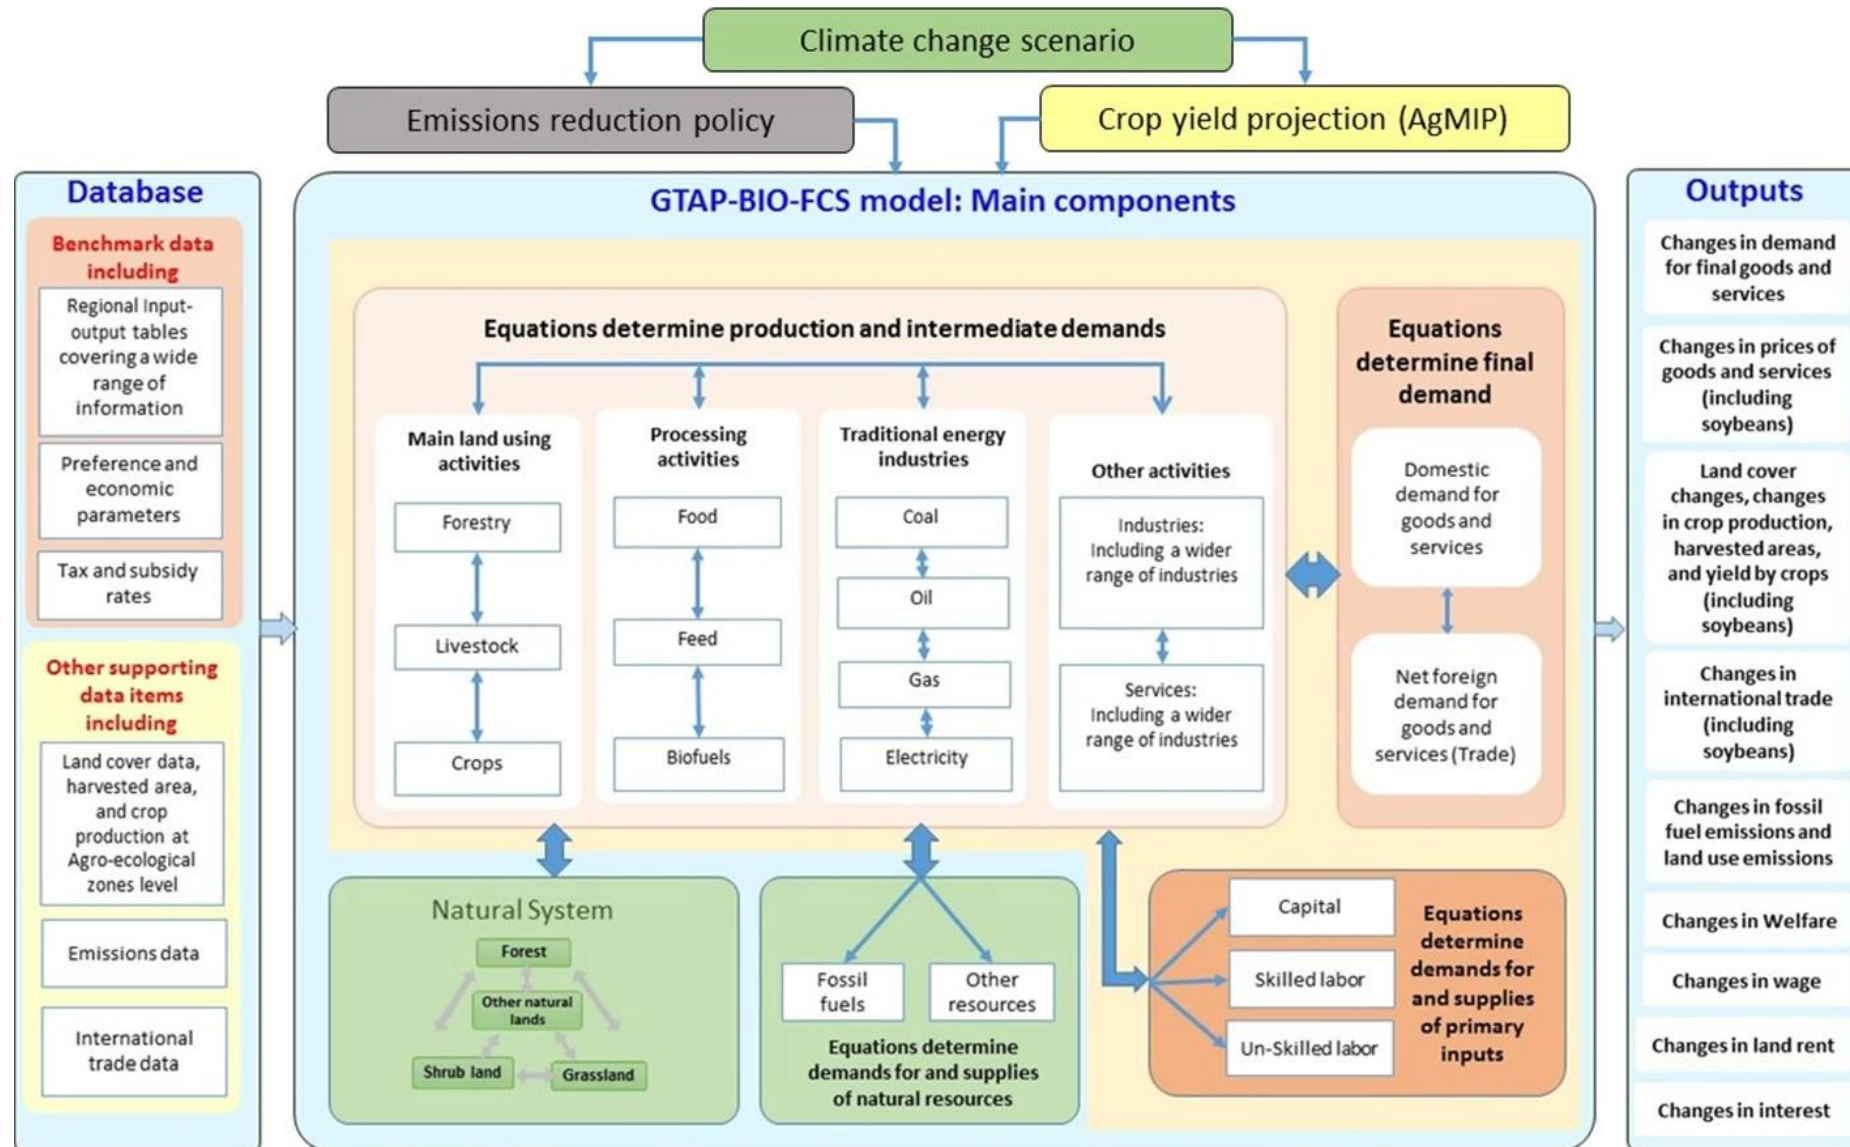 Climate change scenario
Emissions reduction policy
Crop yield projection (AgMIP)
Database
Benchmark data
including
Regional Input-
output tables
covering a wide
range of
information
Preference and
economic
parameters
Tax and subsidy
rates
Other supporting
data items
including
Land cover data,
harvested area,
and crop
production at
Agro-ecological
zones level
Emissions data
International
trade data
GTAP-BIO-FCS model: Main components
Equations determine production and intermediate demands
Main land using
activities
Forestry
Livestock
Crops
Processing
activities
Food
Feed
Biofuels
Traditional energy
industries
Coal
Oil
Gas
Electricity
Other activities
Industries:
Including a wider
range of industries
Services:
Including a wider
range of industries
Equations
determine final
demand
Domestic
demand for
goods and
services
Net foreign
demand for
goods and
services (Trade)
Natural System
Forest
Other natural
lands
Shrub land
Grassland
Fossil
fuels
Other
resources
Equations determine
demands for and supplies
of natural resources
Capital
Skilled labor
Un-Skilled labor
Equations
determine
demands for
and supplies
of primary
inputs
Outputs
Changes in demand
for final goods and
services
Changes in prices of
goods and services
(including
soybeans)
Land cover
changes, changes
in crop production,
harvested areas,
and yield by crops
(including
soybeans)
Changes in
international trade
(including
soybeans)
Changes in fossil
fuel emissions and
land use emissions
Changes in Welfare
Changes in wage
Changes in land rent
Changes in interest